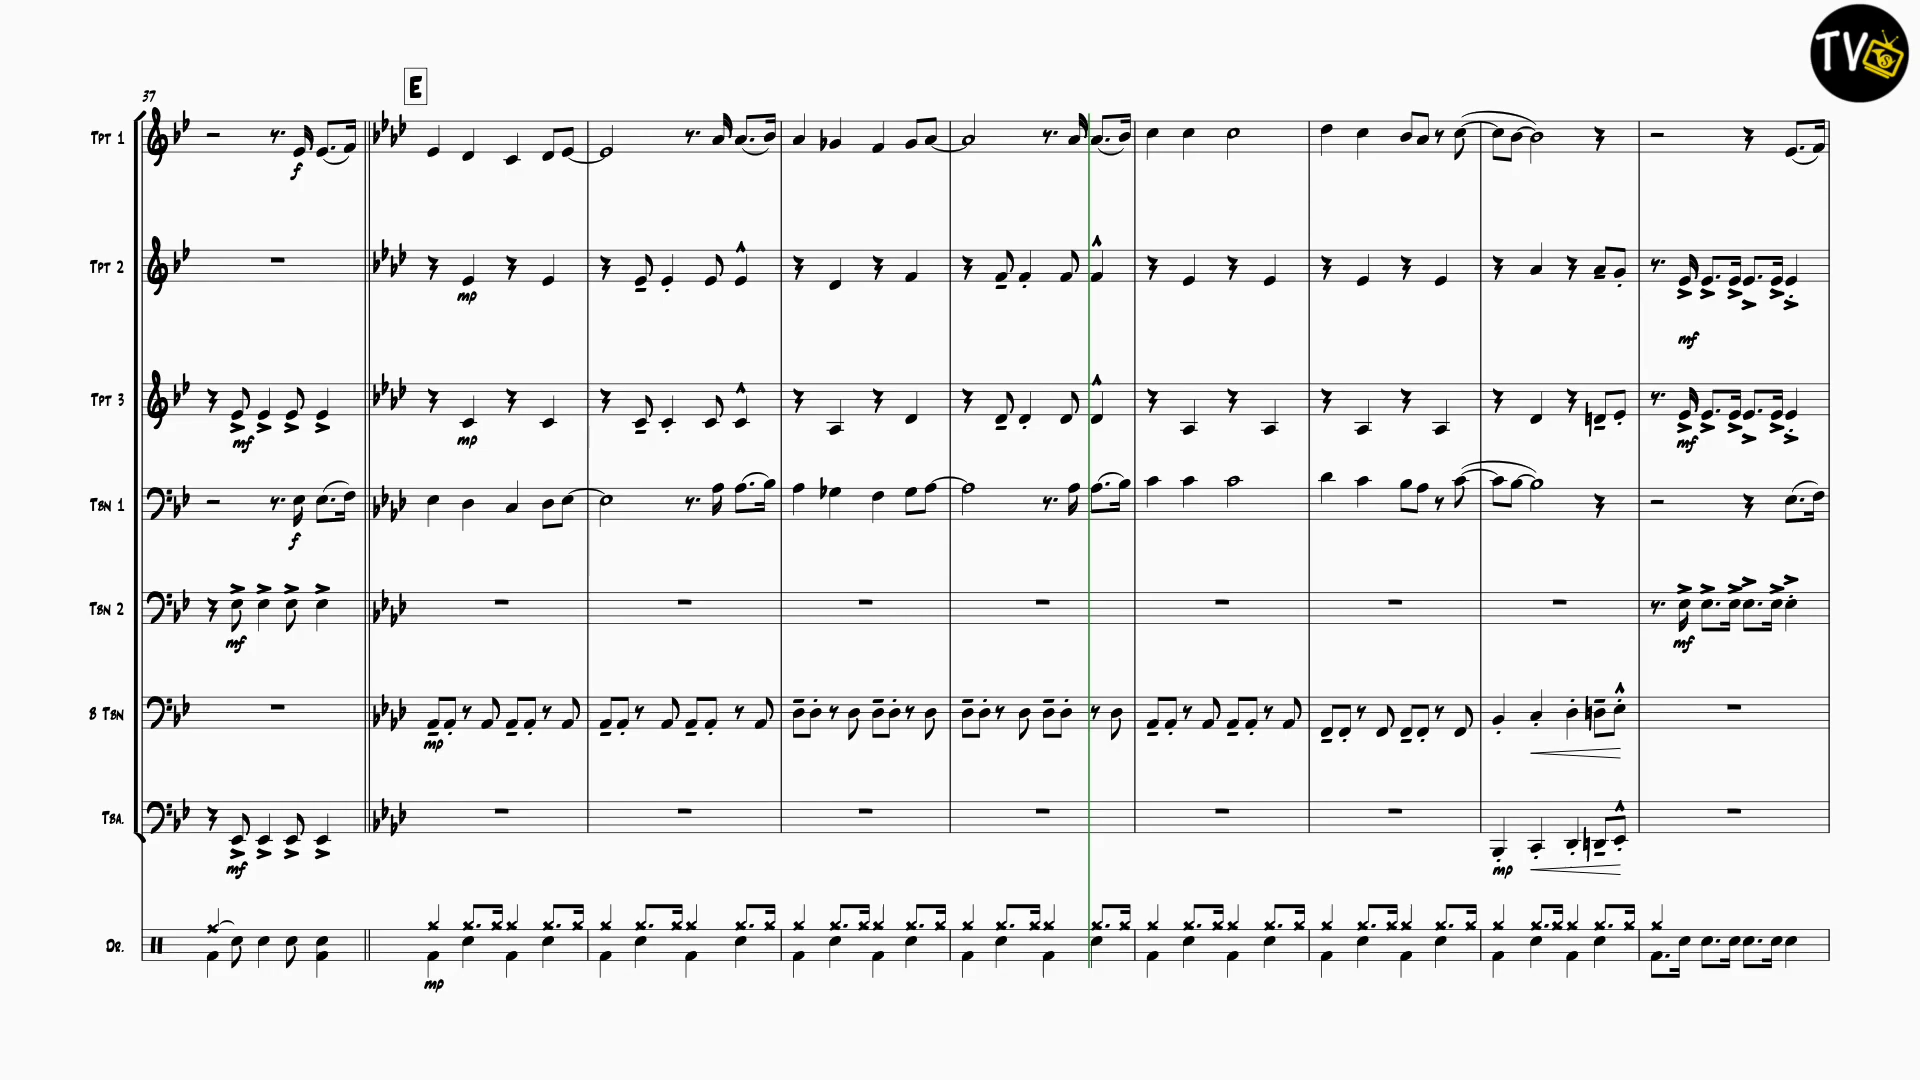 TV
E
37
TPT 1
f
TPT 2
mp
mf
TPT 3
mf
mp
mf
TBN 1
f
TBN 2
mf
mf
B TBN
mp
TBA.
mf
mp
DR.
mp